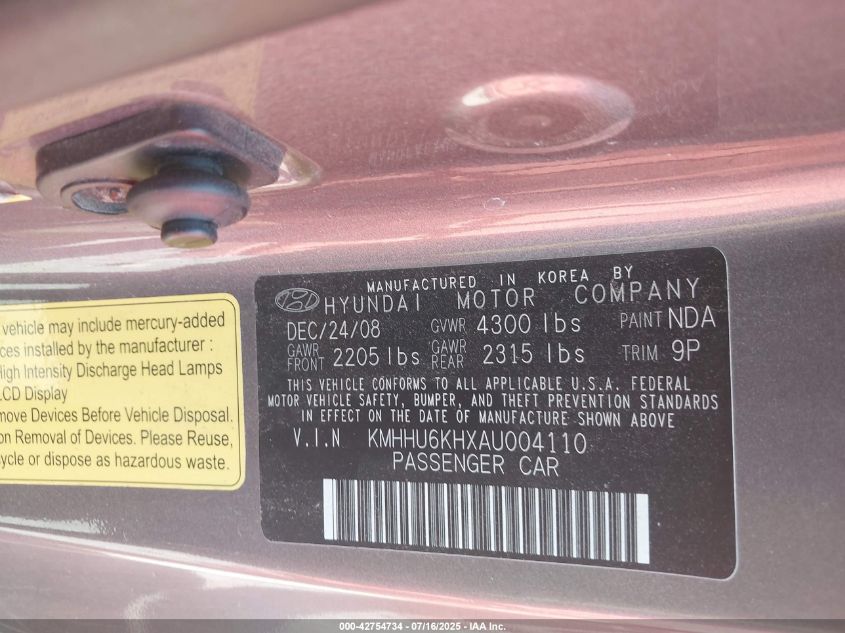 MANUFACTURED IN KOREA BY
HYUNDAI MOTOR COMPANY
DEC/24/08 GVWR 4300 lbs PAINT NDA
GAWR FRONT 2205 lbs GAWR REAR 2315 lbs TRIM 9P
THIS VEHICLE CONFORMS TO ALL APPLICABLE U.S.A. FEDERAL
MOTOR VEHICLE SAFETY, BUMPER, AND THEFT PREVENTION STANDARDS
IN EFFECT ON THE DATE OF MANUFACTURE SHOWN ABOVE
V.I.N KMHHU6KHXAU004110
PASSENGER CAR
vehicle may include mercury-added
ces installed by the manufacturer :
High Intensity Discharge Head Lamps
LCD Display
move Devices Before Vehicle Disposal.
on Removal of Devices. Please Reuse,
cycle or dispose as hazardous waste.
000-42754734 - 07/16/2025 - IAA Inc.